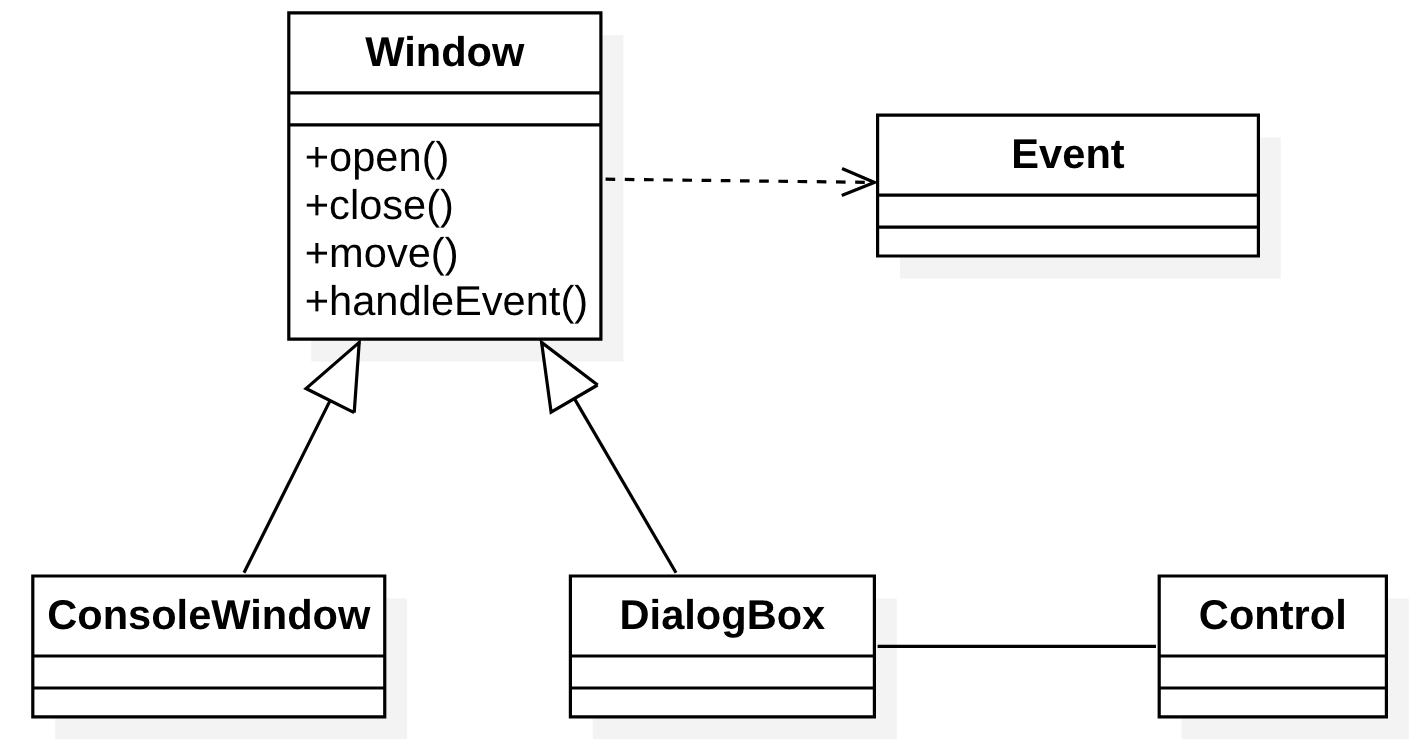 Window
+open()
+close()
+move()
+handleEvent()
Event
ConsoleWindow
DialogBox
Control